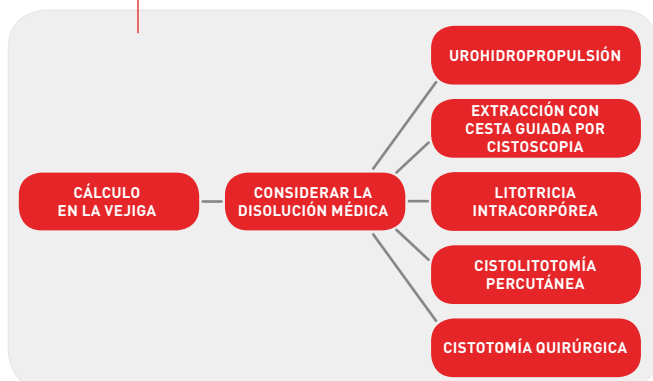 CÁLCULO
EN LA VEJIGA
CONSIDERAR LA
DISOLUCIÓN MÉDICA
UROHIDROPROPULSIÓN
EXTRACCIÓN CON
CESTA GUIADA POR
CISTOSCOPIA
LITOTRICIA
INTRACORPÓREA
CISTOLITOTOMÍA
PERCUTÁNEA
CISTOTOMÍA QUIRÚRGICA